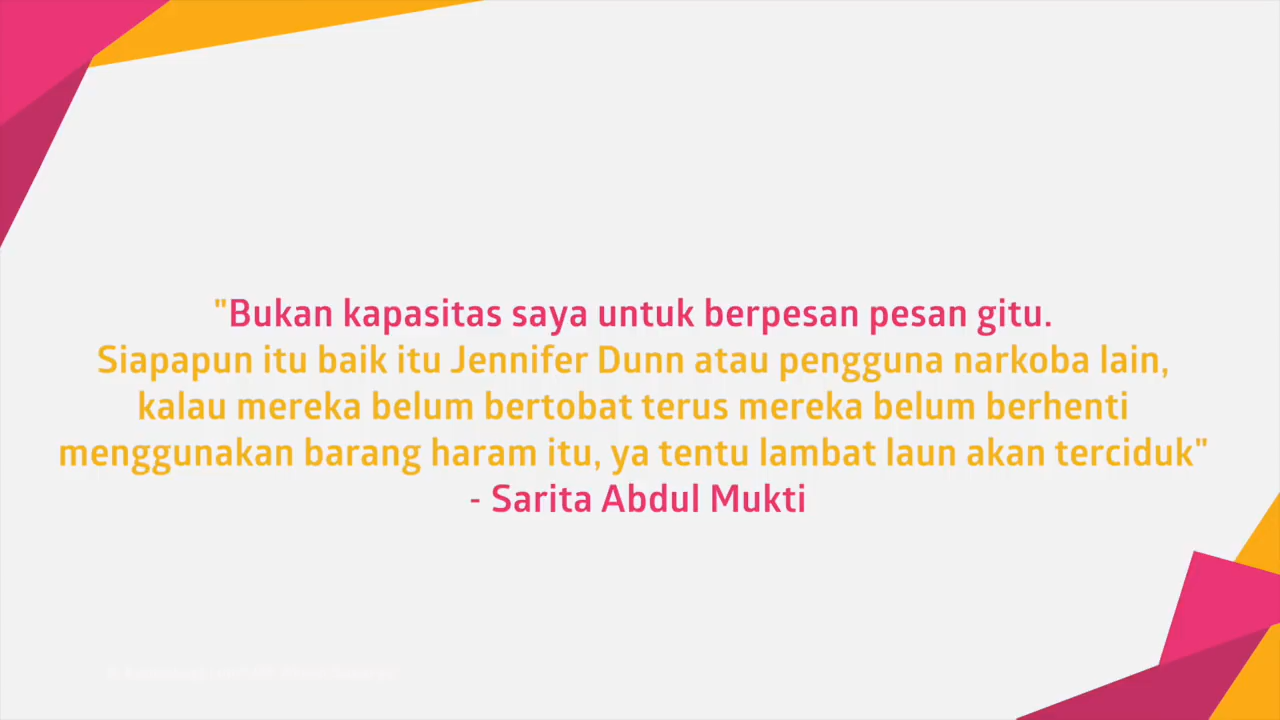 "Bukan kapasitas saya untuk berpesan pesan gitu.
Siapapun itu baik itu Jennifer Dunn atau pengguna narkoba lain,
kalau mereka belum bertobat terus mereka belum berhenti
menggunakan barang haram itu, ya tentu lambat laun akan terciduk"
- Sarita Abdul Mukti